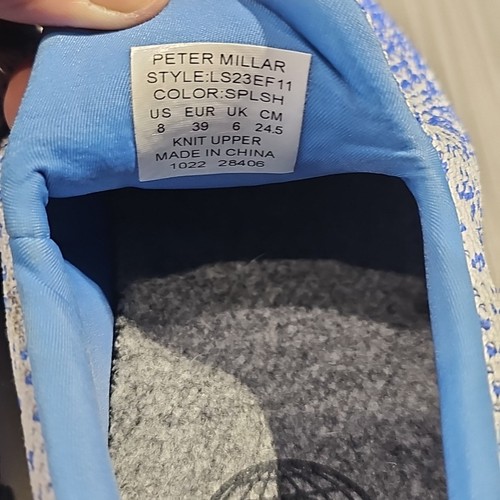 PETER MILLAR
STYLE:LS23EF11
COLOR:SPLSH
US EUR UK CM
8 39 6 24.5
KNIT UPPER
MADE IN CHINA
1022 28406